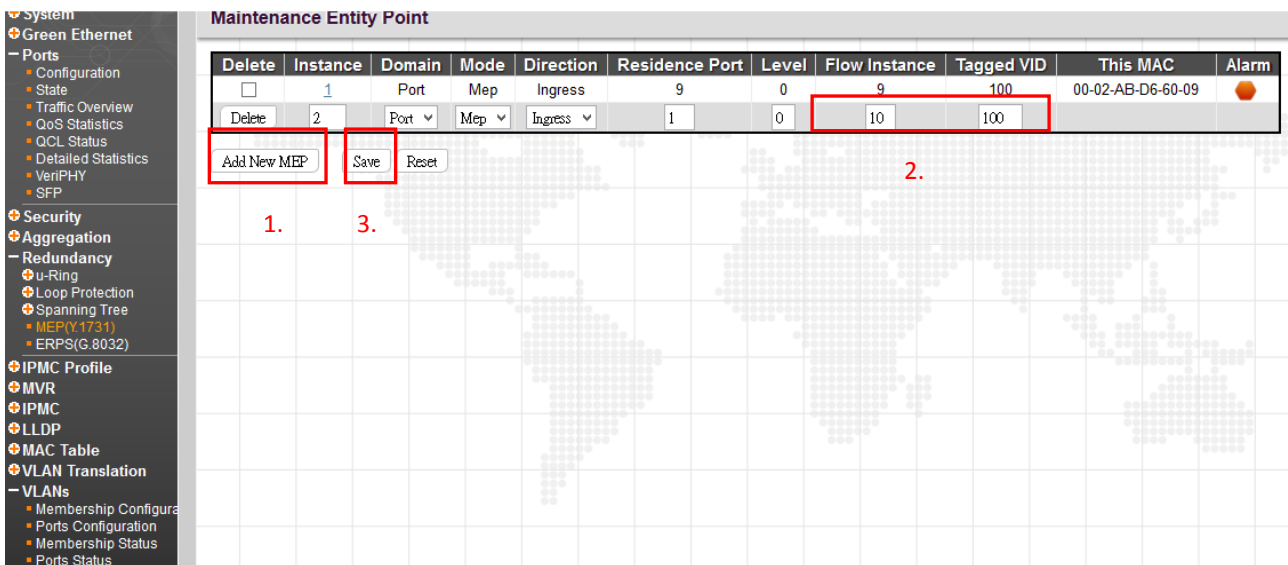 System
Green Ethernet
Ports
Configuration
State
Traffic Overview
QoS Statistics
QCL Status
Detailed Statistics
VeriPHY
SFP
Security
Aggregation
Redundancy
u-Ring
Loop Protection
Spanning Tree
MEP(Y.1731)
ERPS(G.8032)
IPMC Profile
MVR
IPMC
LLDP
MAC Table
VLAN Translation
VLANs
Membership Configura
Ports Configuration
Membership Status
Ports Status
Maintenance Entity Point
Delete Instance Domain Mode Direction Residence Port Level Flow Instance Tagged VID This MAC Alarm
1 Port Mep Ingress 9 0 9 100 00-02-AB-D6-60-09
Delete 2 Port Mep Ingress 1 0 10 100
Add New MEP Save Reset
2.
1. 3.